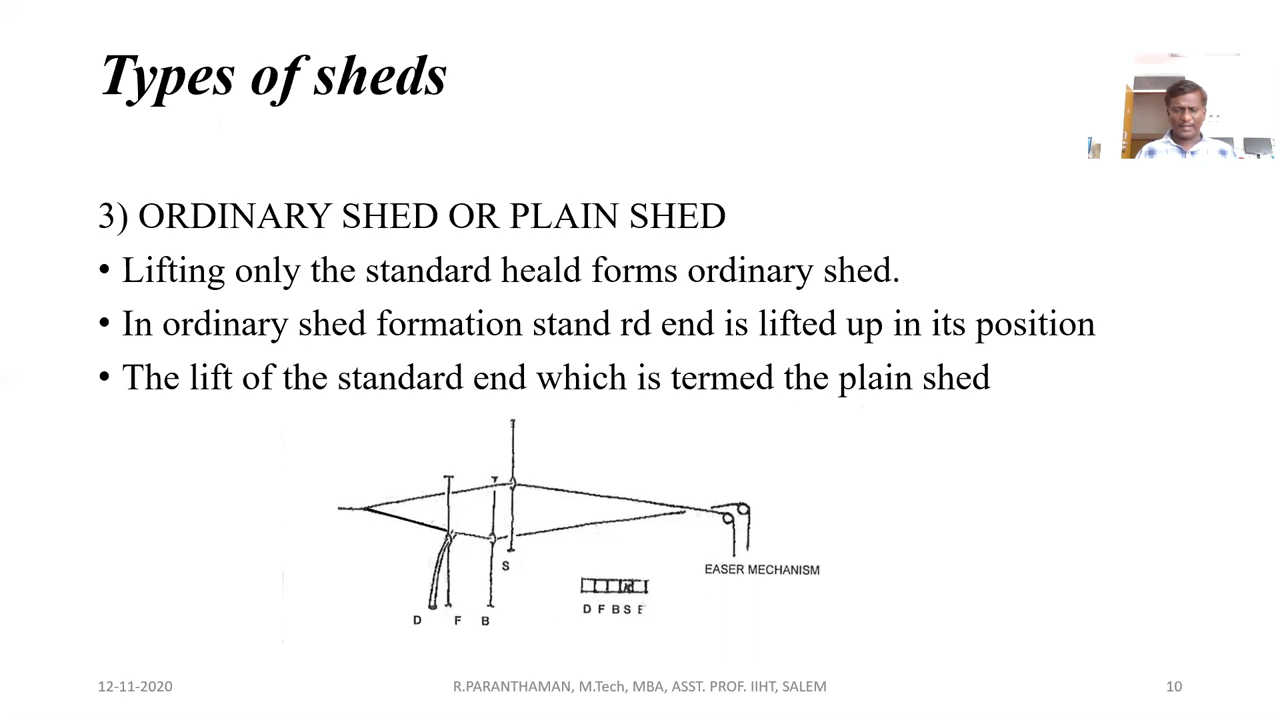 Types of sheds
3) ORDINARY SHED OR PLAIN SHED
• Lifting only the standard heald forms ordinary shed.
• In ordinary shed formation stand rd end is lifted up in its position
• The lift of the standard end which is termed the plain shed
S
EASER MECHANISM
D F B S E
D F B
12-11-2020 R.PARANTHAMAN, M.Tech, MBA, ASST. PROF. IIHT, SALEM 10